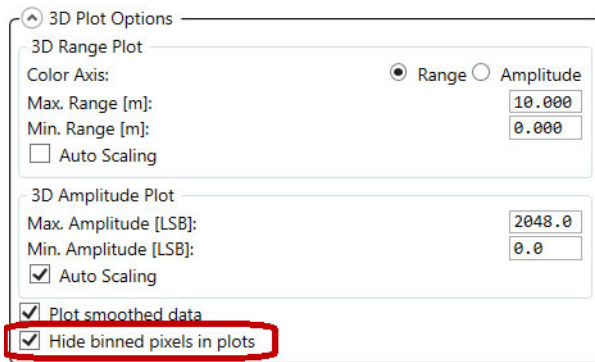 3D Plot Options
3D Range Plot
Color Axis: Range Amplitude
Max. Range [m]: 10.000
Min. Range [m]: 0.000
Auto Scaling
3D Amplitude Plot
Max. Amplitude [LSB]: 2048.0
Min. Amplitude [LSB]: 0.0
Auto Scaling
Plot smoothed data
Hide binned pixels in plots